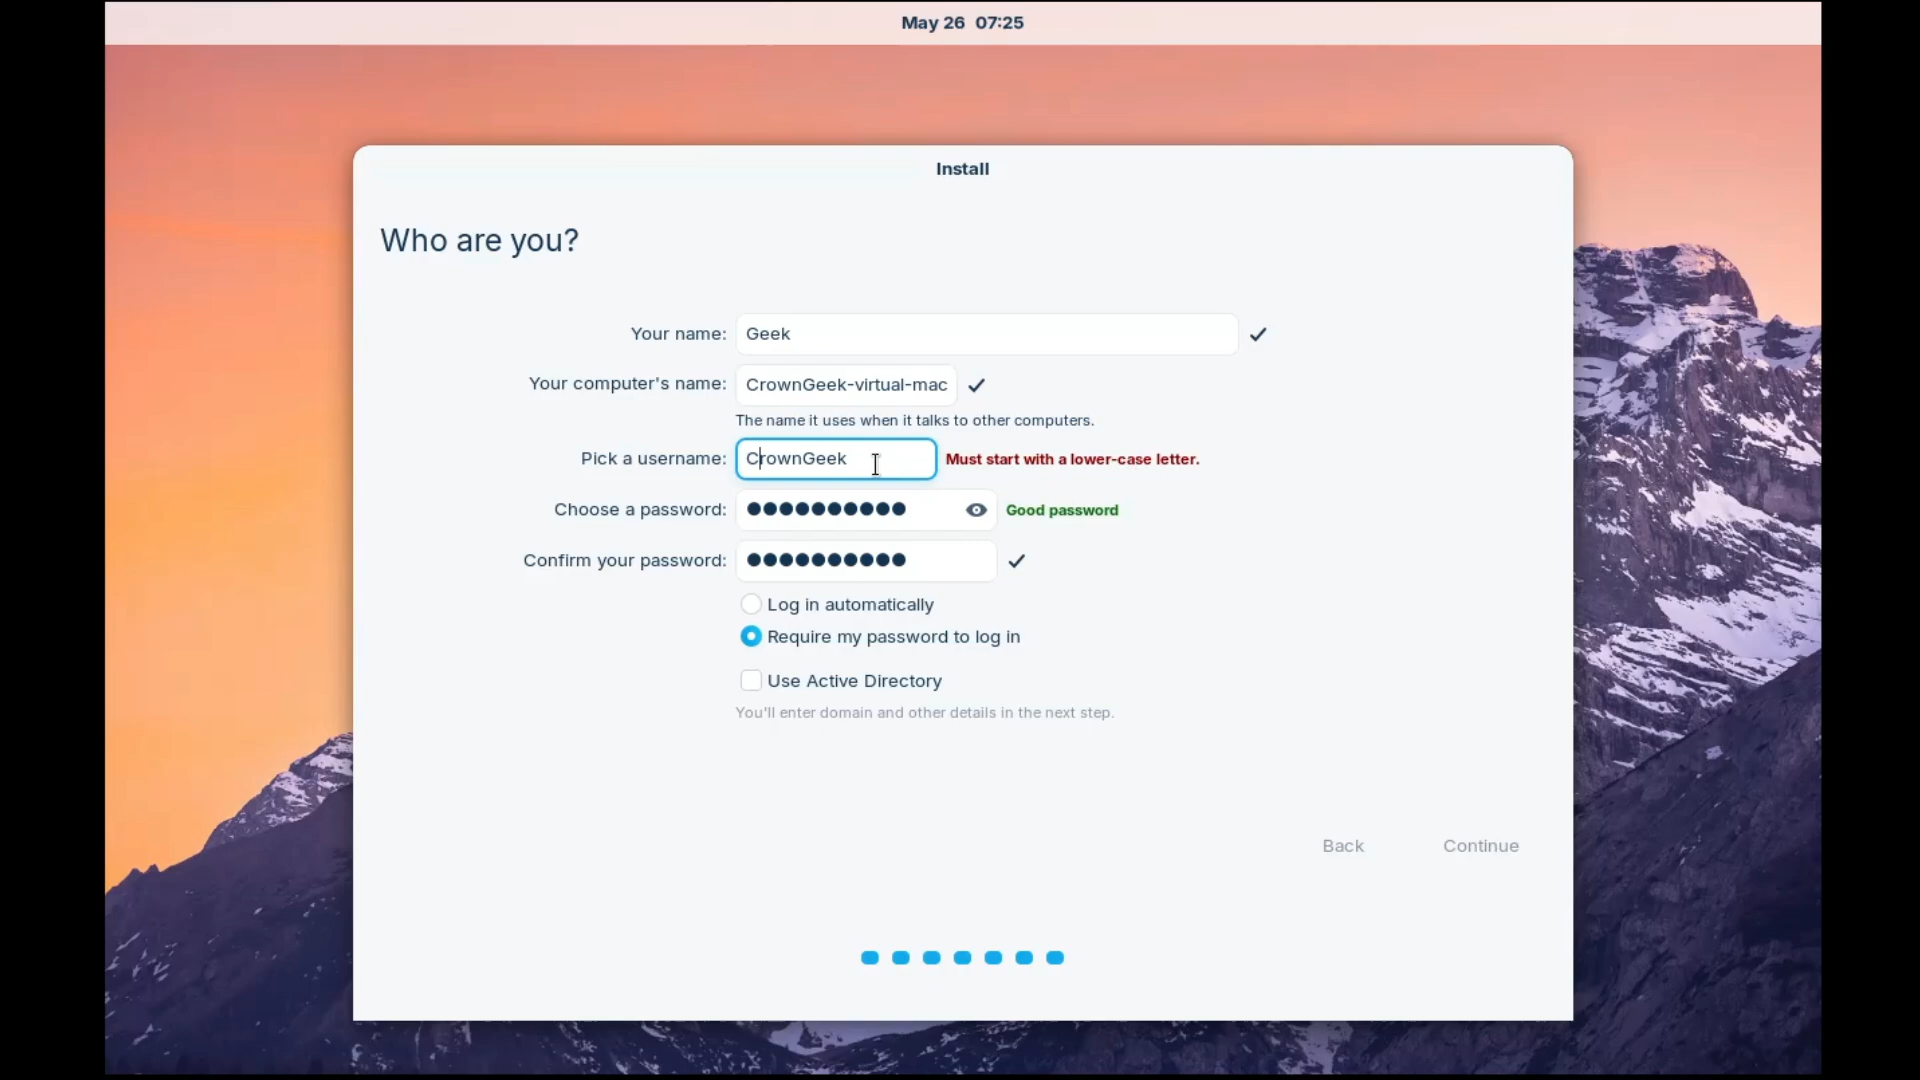 May 26 07:25
Install
Who are you?
Your name: Geek
Your computer's name: CrownGeek-virtual-mac
The name it uses when it talks to other computers.
Pick a username: CrownGeek Must start with a lower-case letter.
Choose a password: Good password
Confirm your password:
Log in automatically
Require my password to log in
Use Active Directory
You'll enter domain and other details in the next step.
Back Continue